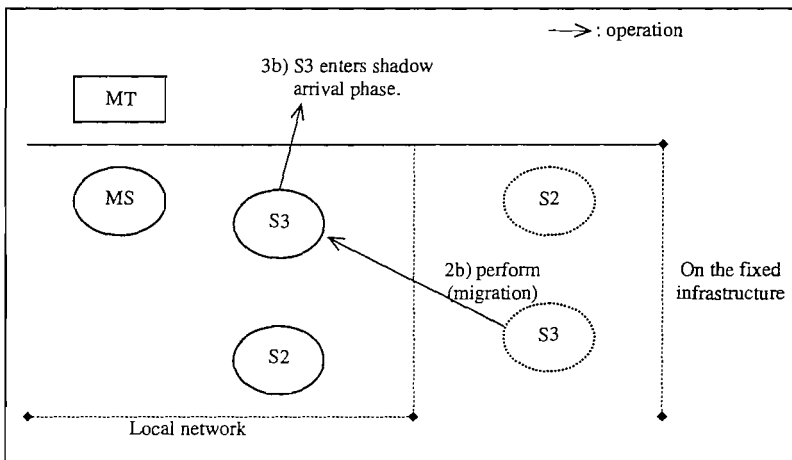 : operation
3b) S3 enters shadow
arrival phase.
MT
MS
S3
S2
2b) perform
(migration)
On the fixed
infrastructure
S3
S2
Local network